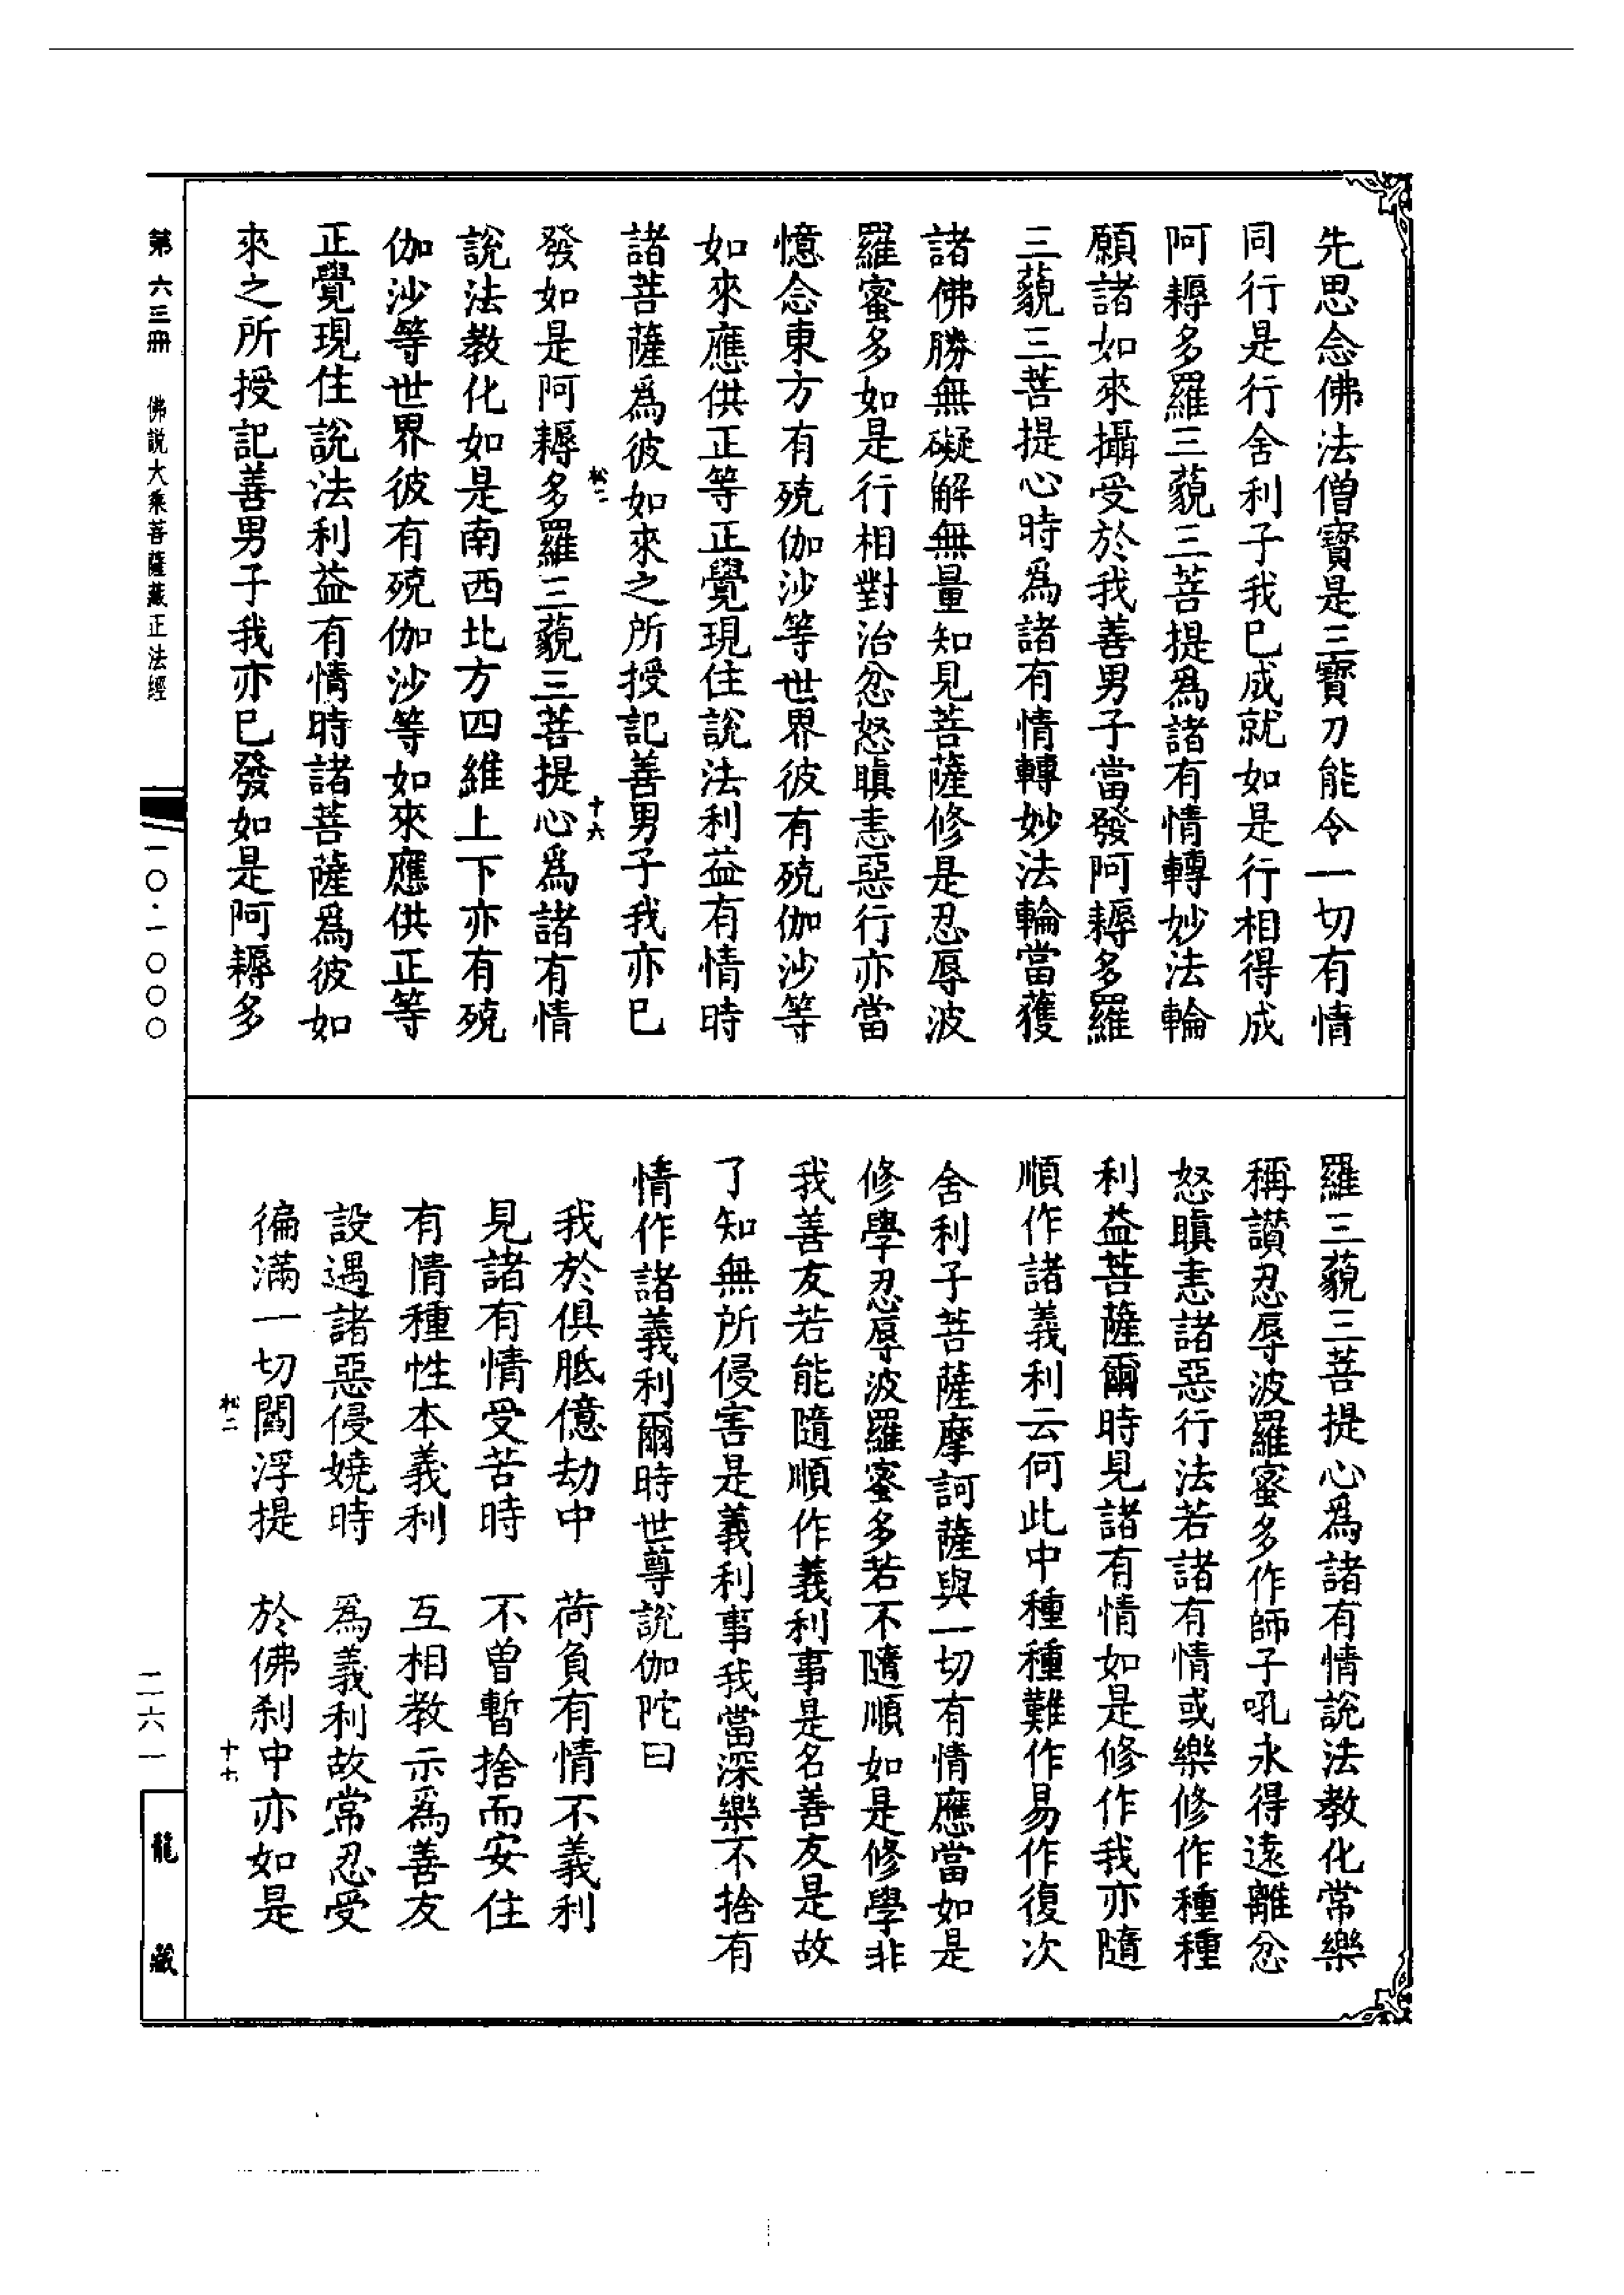 先思念佛法僧寶是三寶力能令一切有情
同行是行舍利子我巳成就如是行相得成
阿耨多羅三藐三菩提爲諸有情轉妙法輪
願諸如來攝受於我善男子當發阿耨多羅
三藐三菩提心時爲諸有情轉妙法輪當獲
諸佛勝無礙解無量知見菩薩修是忍辱波
羅蜜多如是行相對治忿怒瞋恚惡行亦當
憶念東方有殑伽沙等世界彼有殑伽沙等
如來應供正等正覺現住說法利益有情時
諸菩薩爲彼如來之所授記善男子我亦巳
松二
十六
發如是阿耨多羅三藐三菩提心爲諸有情
說法教化如是南西北方四維上下亦有殑
伽沙等世界彼有殑伽沙等如來應供正等
正覺現住說法利益有情時諸菩薩爲彼如
來之所授記善男子我亦巳發如是阿耨多
羅三藐三菩提心爲諸有情說法教化常樂
稱讚忍辱波羅蜜多作師子吼永得遠離忿
怒瞋恚諸惡行法若諸有情或樂修作種種
利益菩薩爾時見諸有情如是修作我亦隨
順作諸義利云何此中種種難作易作復次
舍利子菩薩摩訶薩與一切有情應當如是
修學忍辱波羅蜜多若不隨順如是修學非
我善友若能隨順作義利事是名善友是故
了知無所侵害是義利事我當深樂不捨有
情作諸義利爾時世尊說伽陀曰
我於俱胝億劫中　荷負有情不義利
見諸有情受苦時　不曾暫捨而安住
有情種性本義利　互相教示爲善友
設遇諸惡侵嬈時　爲義利故常忍受
徧滿一切閻浮提　於佛刹中亦如是
松二
十七
第六三冊　佛說大乘菩薩藏正法經
一〇·一〇〇〇
二六一
龍藏